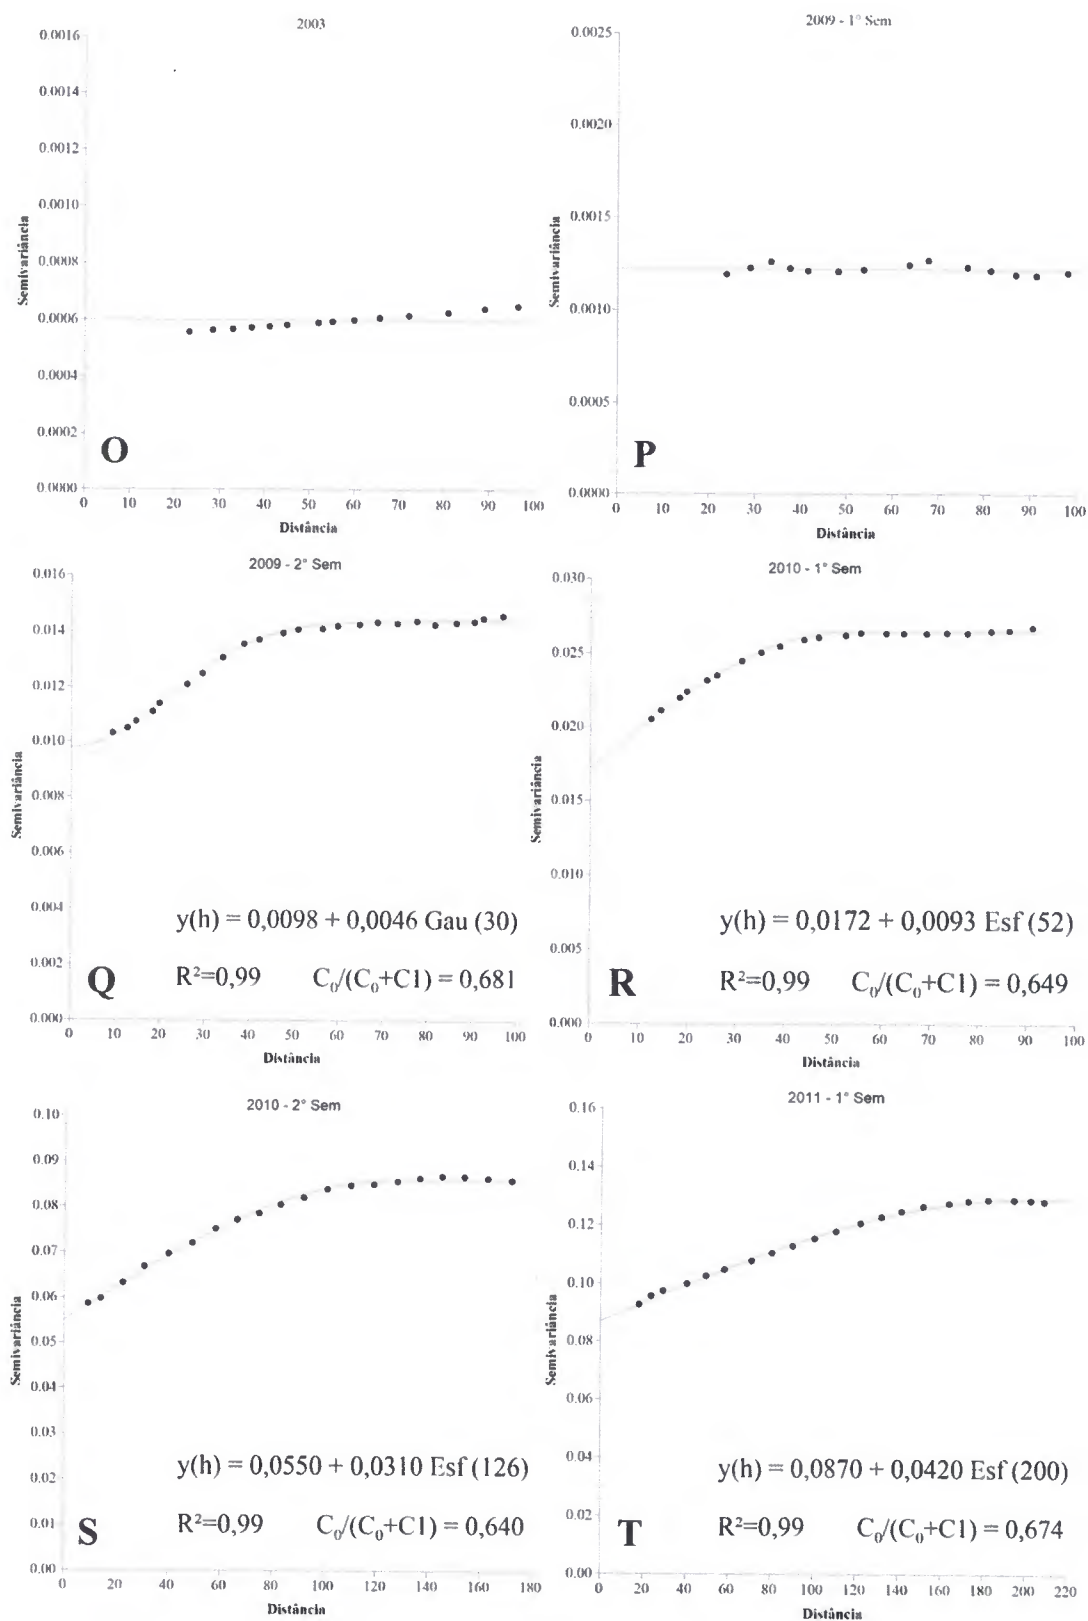 2003
0.0016
0.0014
0.0012
0.0010
0.0008
0.0006
0.0004
0.0002
0.0000
Semivariância
O
0 10 20 30 40 50 60 70 80 90 100
Distância
2009 - 1° Sem
0.0025
0.0020
0.0015
0.0010
0.0005
0.0000
Semivariância
P
0 10 20 30 40 50 60 70 80 90 100
Distância
2009 - 2° Sem
0.016
0.014
0.012
0.010
0.008
0.006
0.004
0.002
0.000
Semivariância
y(h) = 0,0098 + 0,0046 Gau (30)
Q R²=0,99 C₀/(C₀+C1) = 0,681
0 10 20 30 40 50 60 70 80 90 100
Distância
2010 - 1° Sem
0.030
0.025
0.020
0.015
0.010
0.005
0.000
Semivariância
y(h) = 0,0172 + 0,0093 Esf (52)
R R²=0,99 C₀/(C₀+C1) = 0,649
0 10 20 30 40 50 60 70 80 90 100
Distância
2010 - 2° Sem
0.10
0.09
0.08
0.07
0.06
0.05
0.04
0.03
0.02
0.01
0.00
Semivariância
y(h) = 0,0550 + 0,0310 Esf (126)
S R²=0,99 C₀/(C₀+C1) = 0,640
0 20 40 60 80 100 120 140 160 180
Distância
2011 - 1° Sem
0.16
0.14
0.12
0.10
0.08
0.06
0.04
0.02
0.00
Semivariância
y(h) = 0,0870 + 0,0420 Esf (200)
T R²=0,99 C₀/(C₀+C1) = 0,674
0 20 40 60 80 100 120 140 160 180 200 220
Distância